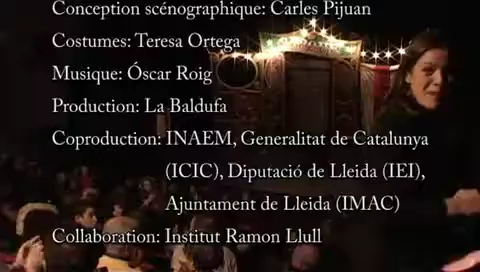 Conception scénographique: Carles Pijuan
Costumes: Teresa Ortega
Musique: Óscar Roig
Production: La Baldufa
Coproduction: INAEM, Generalitat de Catalunya
(ICIC), Diputació de Lleida (IEI),
Ajuntament de Lleida (IMAC)
Collaboration: Institut Ramon Llull